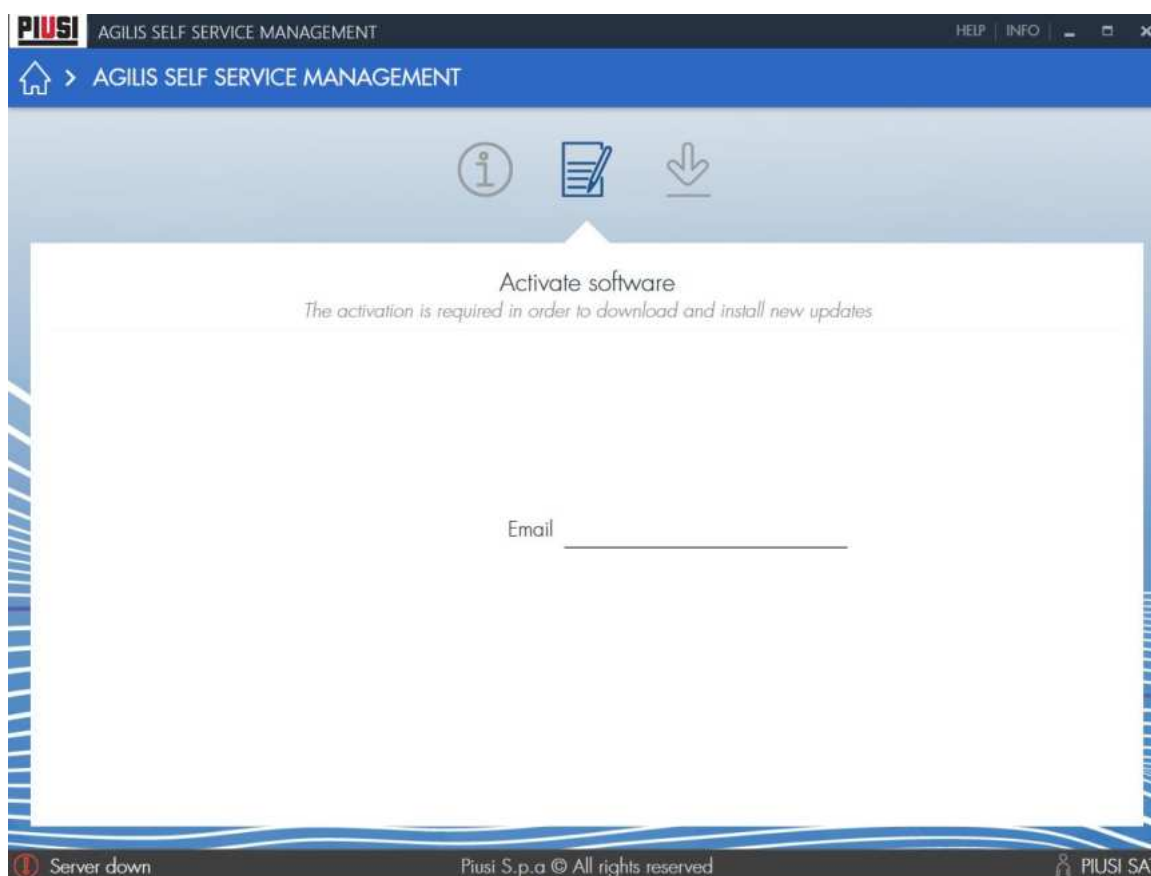 PIUSI AGILIS SELF SERVICE MANAGEMENT HELP INFO
AGILIS SELF SERVICE MANAGEMENT
Activate software
The activation is required in order to download and install new updates
Email
Server down Piusi S.p.a © All rights reserved PIUSI SAT